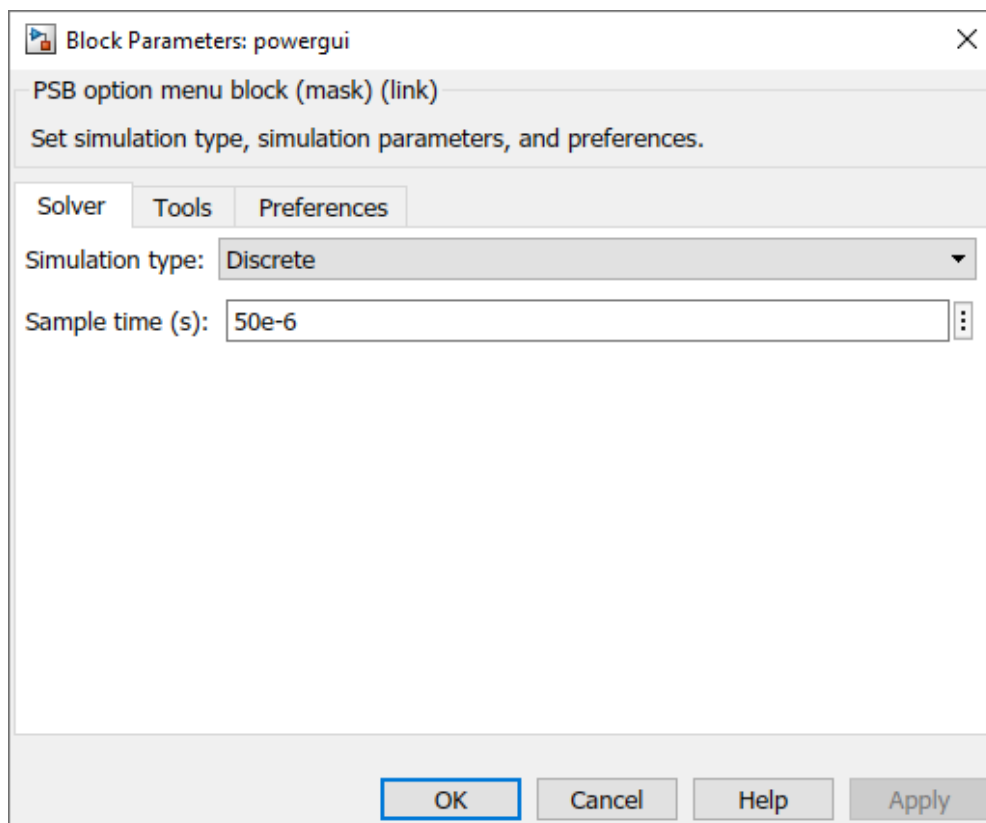 Block Parameters: powergui
PSB option menu block (mask) (link)
Set simulation type, simulation parameters, and preferences.
Solver Tools Preferences
Simulation type: Discrete
Sample time (s): 50e-6
OK Cancel Help Apply